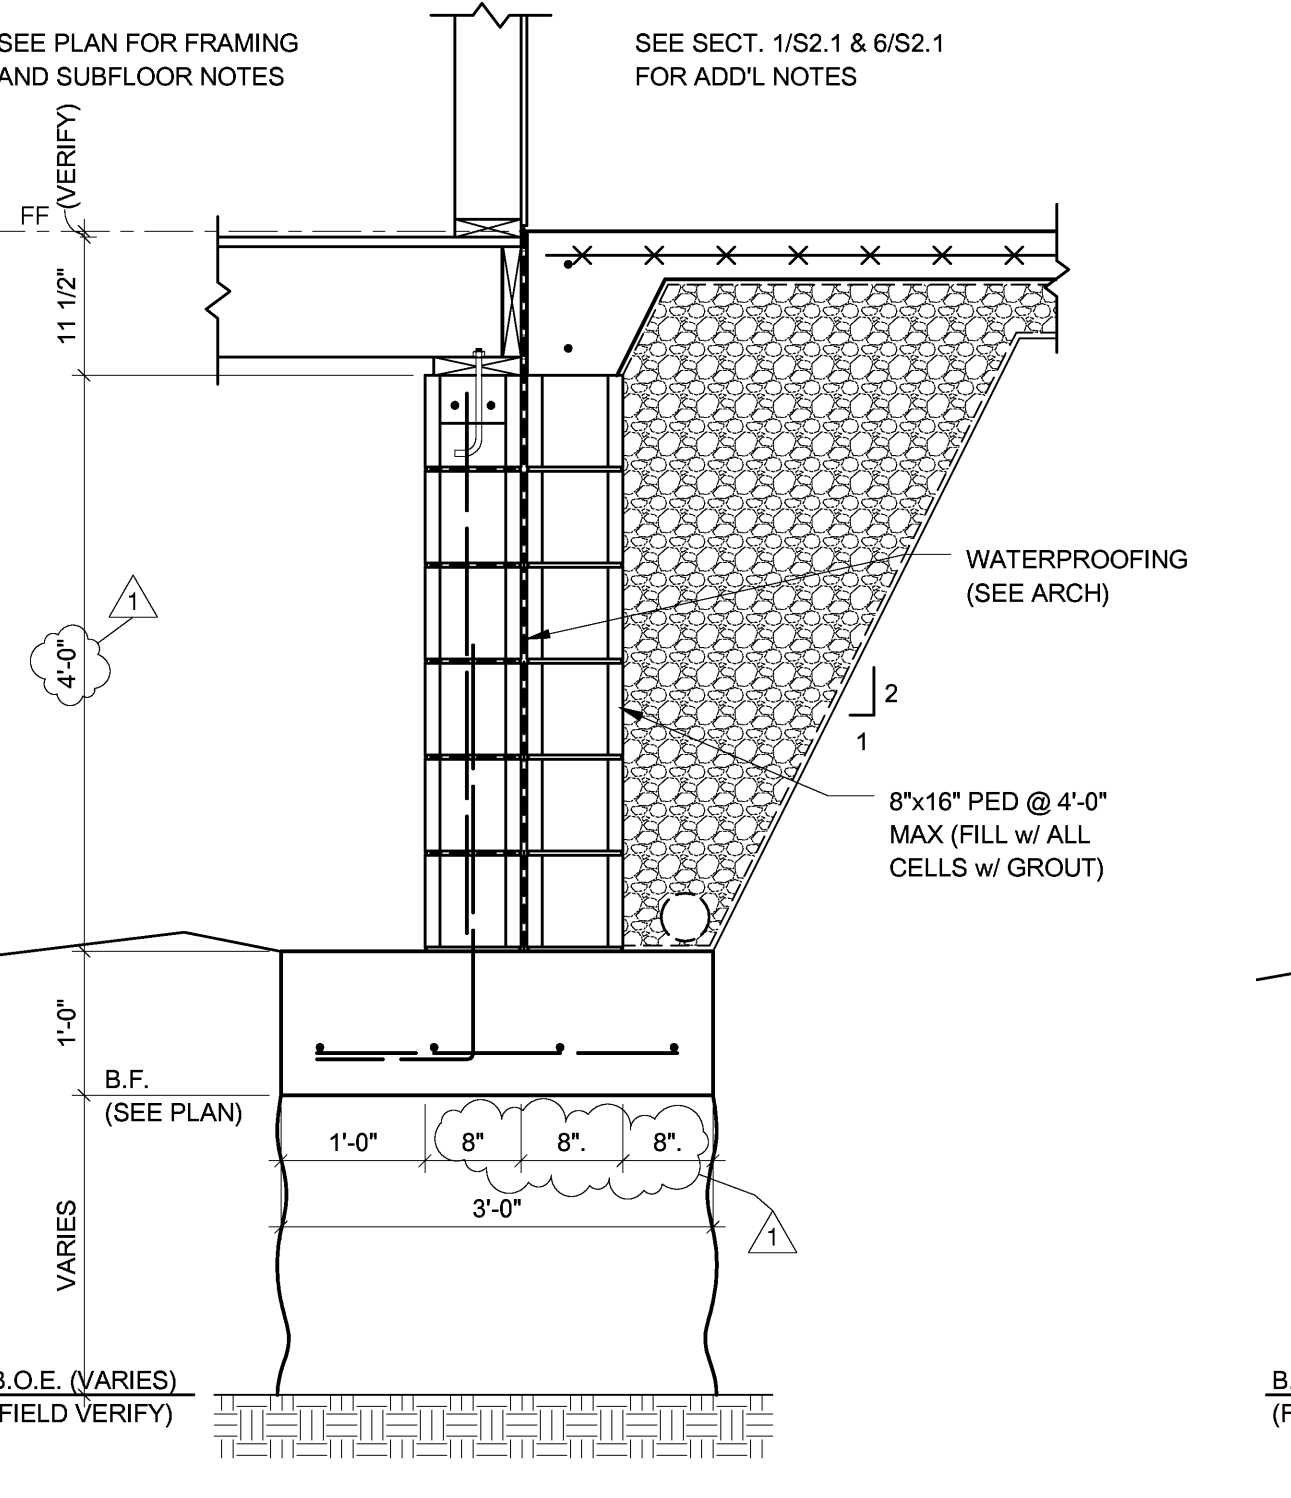 SEE PLAN FOR FRAMING
AND SUBFLOOR NOTES
SEE SECT. 1/S2.1 & 6/S2.1
FOR ADD'L NOTES
(VERIFY)
FF
11 1/2"
WATERPROOFING
(SEE ARCH)
1
4'-0"
2
1
8"x16" PED @ 4'-0"
MAX (FILL w/ ALL
CELLS w/ GROUT)
1'-0"
B.F.
(SEE PLAN)
1'-0"
8"
8".
8".
3'-0"
1
VARIES
B.O.E. (VARIES)
FIELD VERIFY)
B.
(F